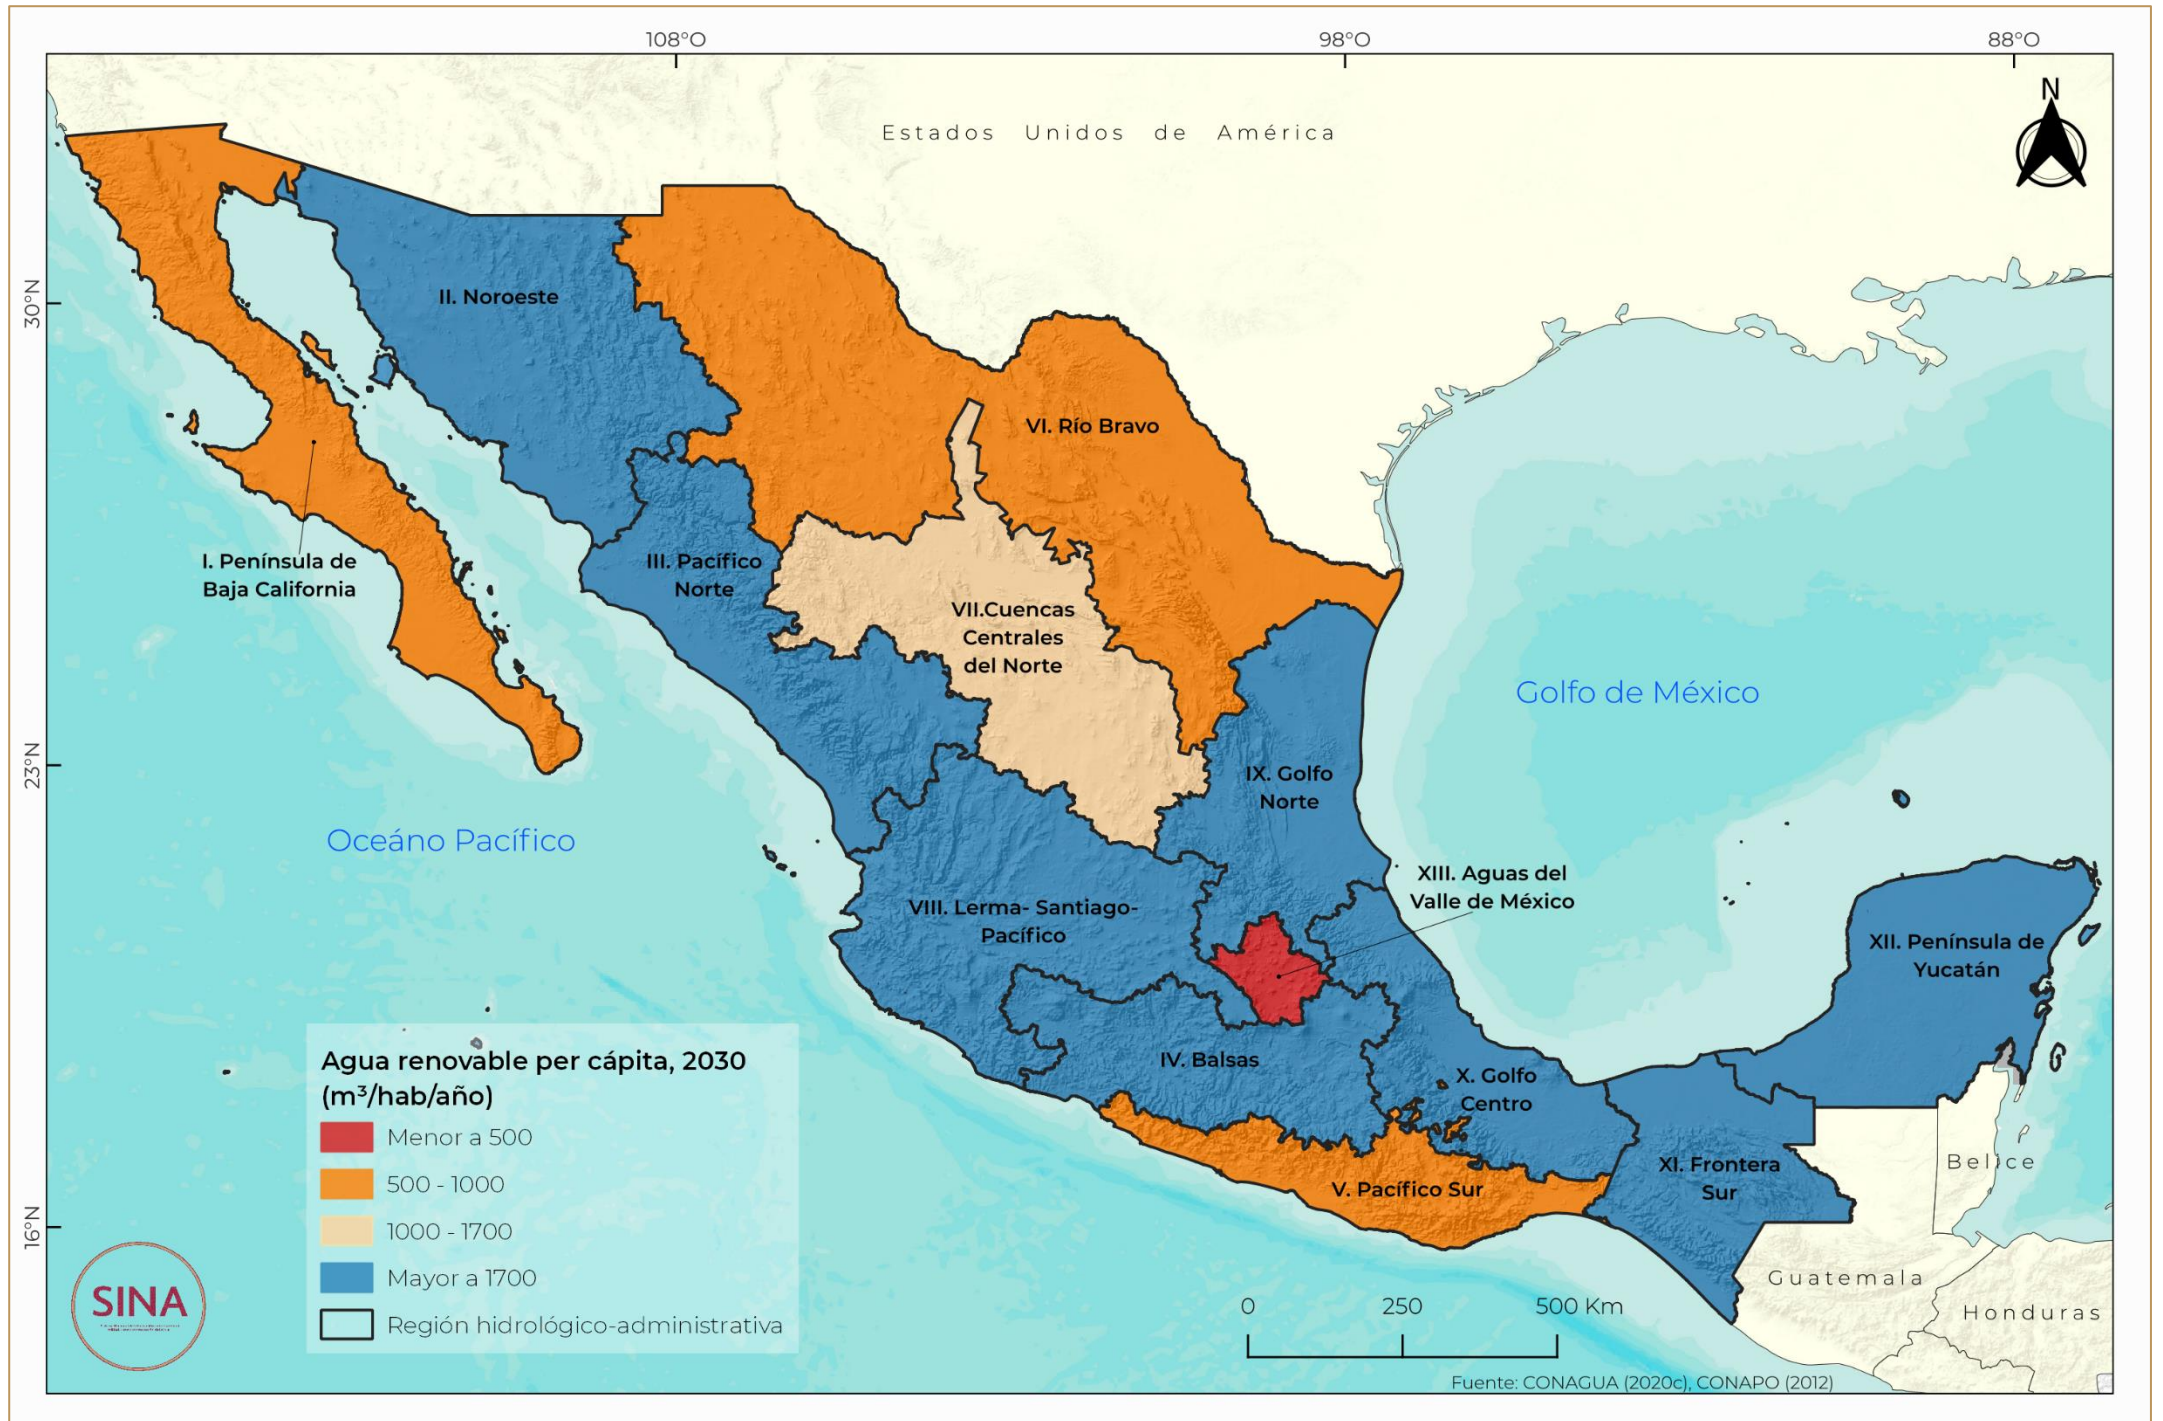 108°O
98°O
88°O
N
Estados Unidos de América
30°N
II. Noroeste
VI. Río Bravo
I. Península de
Baja California
III. Pacífico
Norte
VII.Cuencas
Centrales
del Norte
Golfo de México
23°N
IX. Golfo
Norte
Oceáno Pacífico
XIII. Aguas del
Valle de México
VIII. Lerma- Santiago-
Pacífico
XII. Península de
Yucatán
IV. Balsas
X. Golfo
Centro
Agua renovable per cápita, 2030
(m³/hab/año)
Menor a 500
500 - 1000
1000 - 1700
Mayor a 1700
Región hidrológico-administrativa
XI. Frontera
Sur
Belice
V. Pacífico Sur
16°N
Guatemala
Honduras
SINA
0 250 500 Km
Fuente: CONAGUA (2020c), CONAPO (2012)